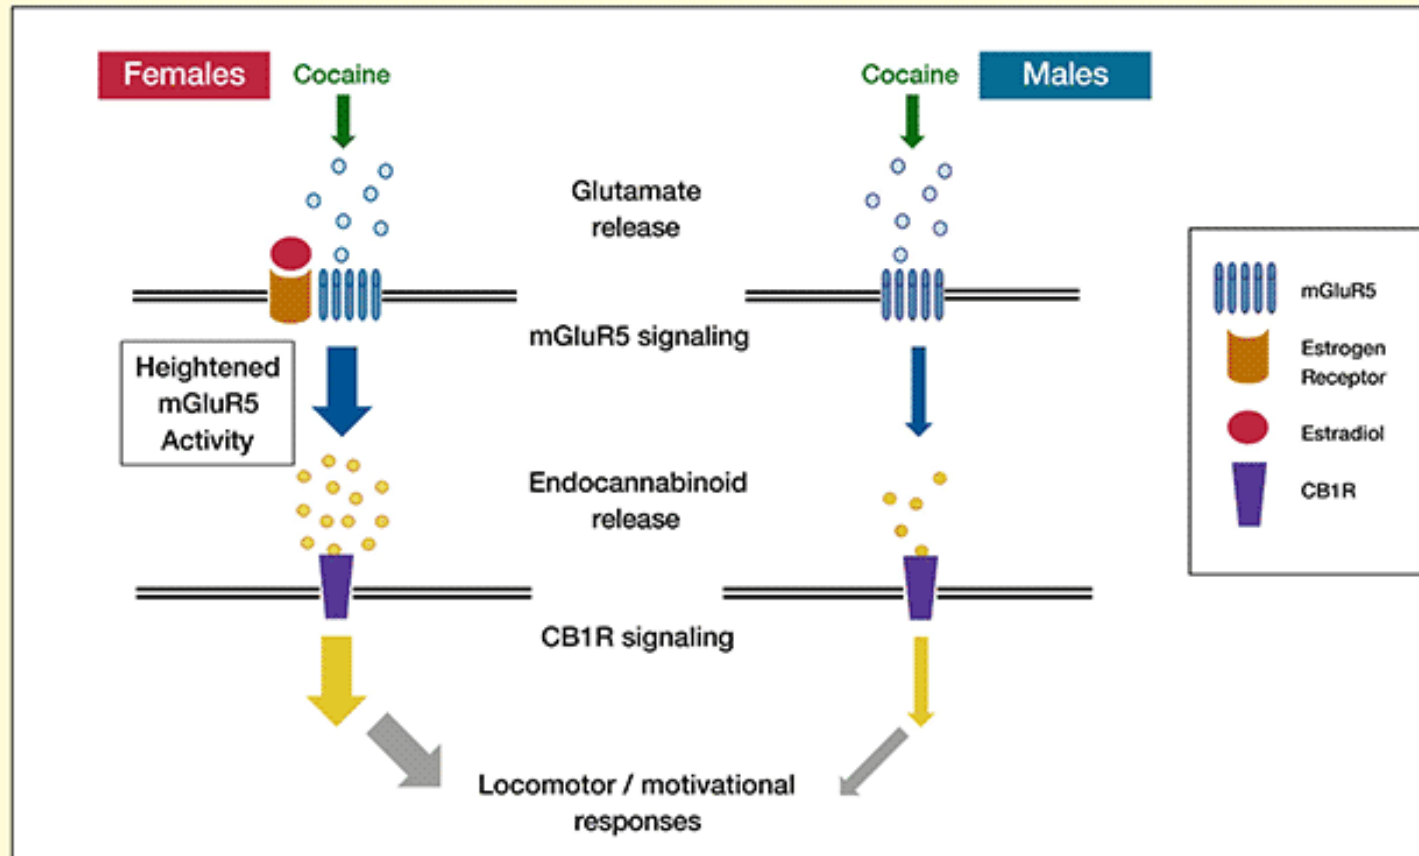 Females
Cocaine
Cocaine
Males
Glutamate
release
mGluR5 signaling
Heightened
mGluR5
Activity
Endocannabinoid
release
CB1R signaling
Locomotor / motivational
responses
mGluR5
Estrogen
Receptor
Estradiol
CB1R